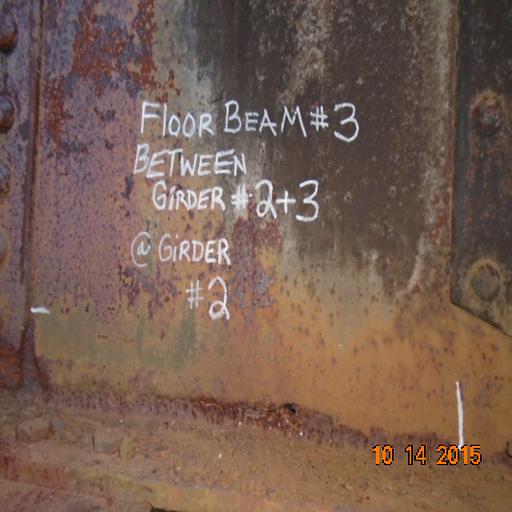 FLOOR BEAM #3
BETWEEN
GiRDER #2+3
@ GiRDER
#2
10 14 2015